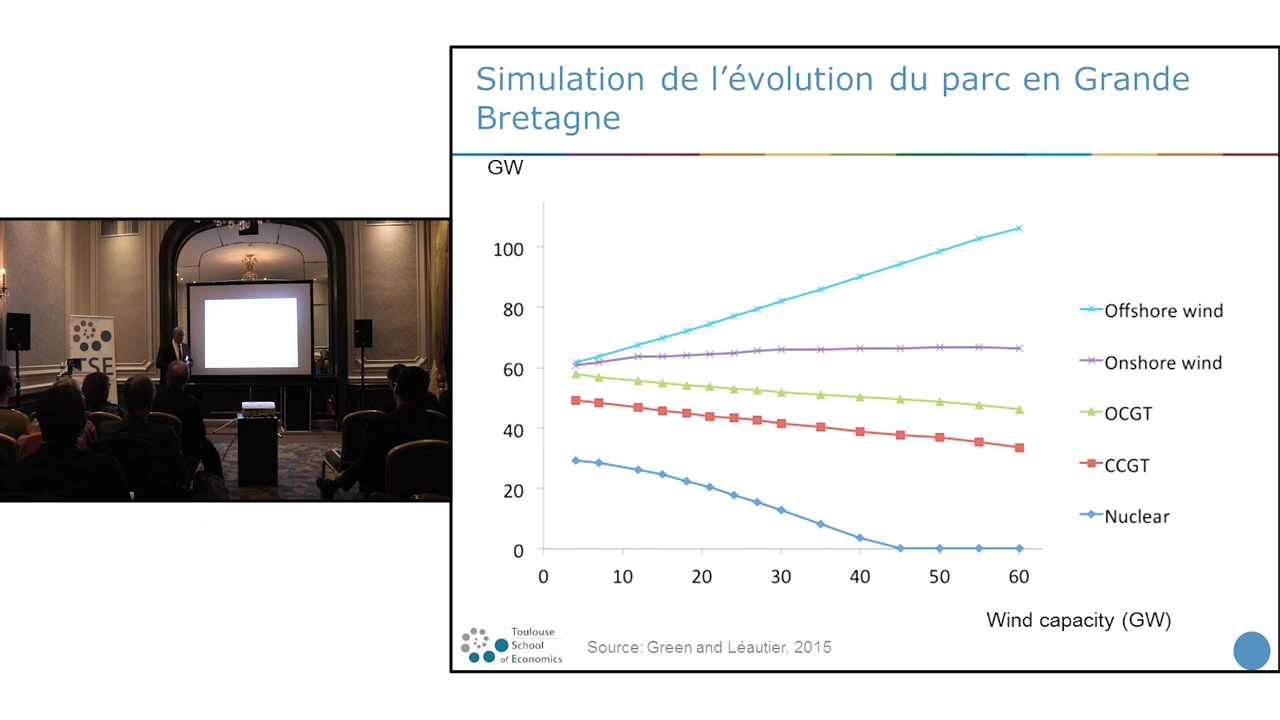 Simulation de l'évolution du parc en Grande
Bretagne
GW
100
80
60
40
20
0
0 10 20 30 40 50 60
Wind capacity (GW)
Offshore wind
Onshore wind
OCGT
CCGT
Nuclear
Toulouse
School
of Economics
Source: Green and Léautier, 2015
TSE